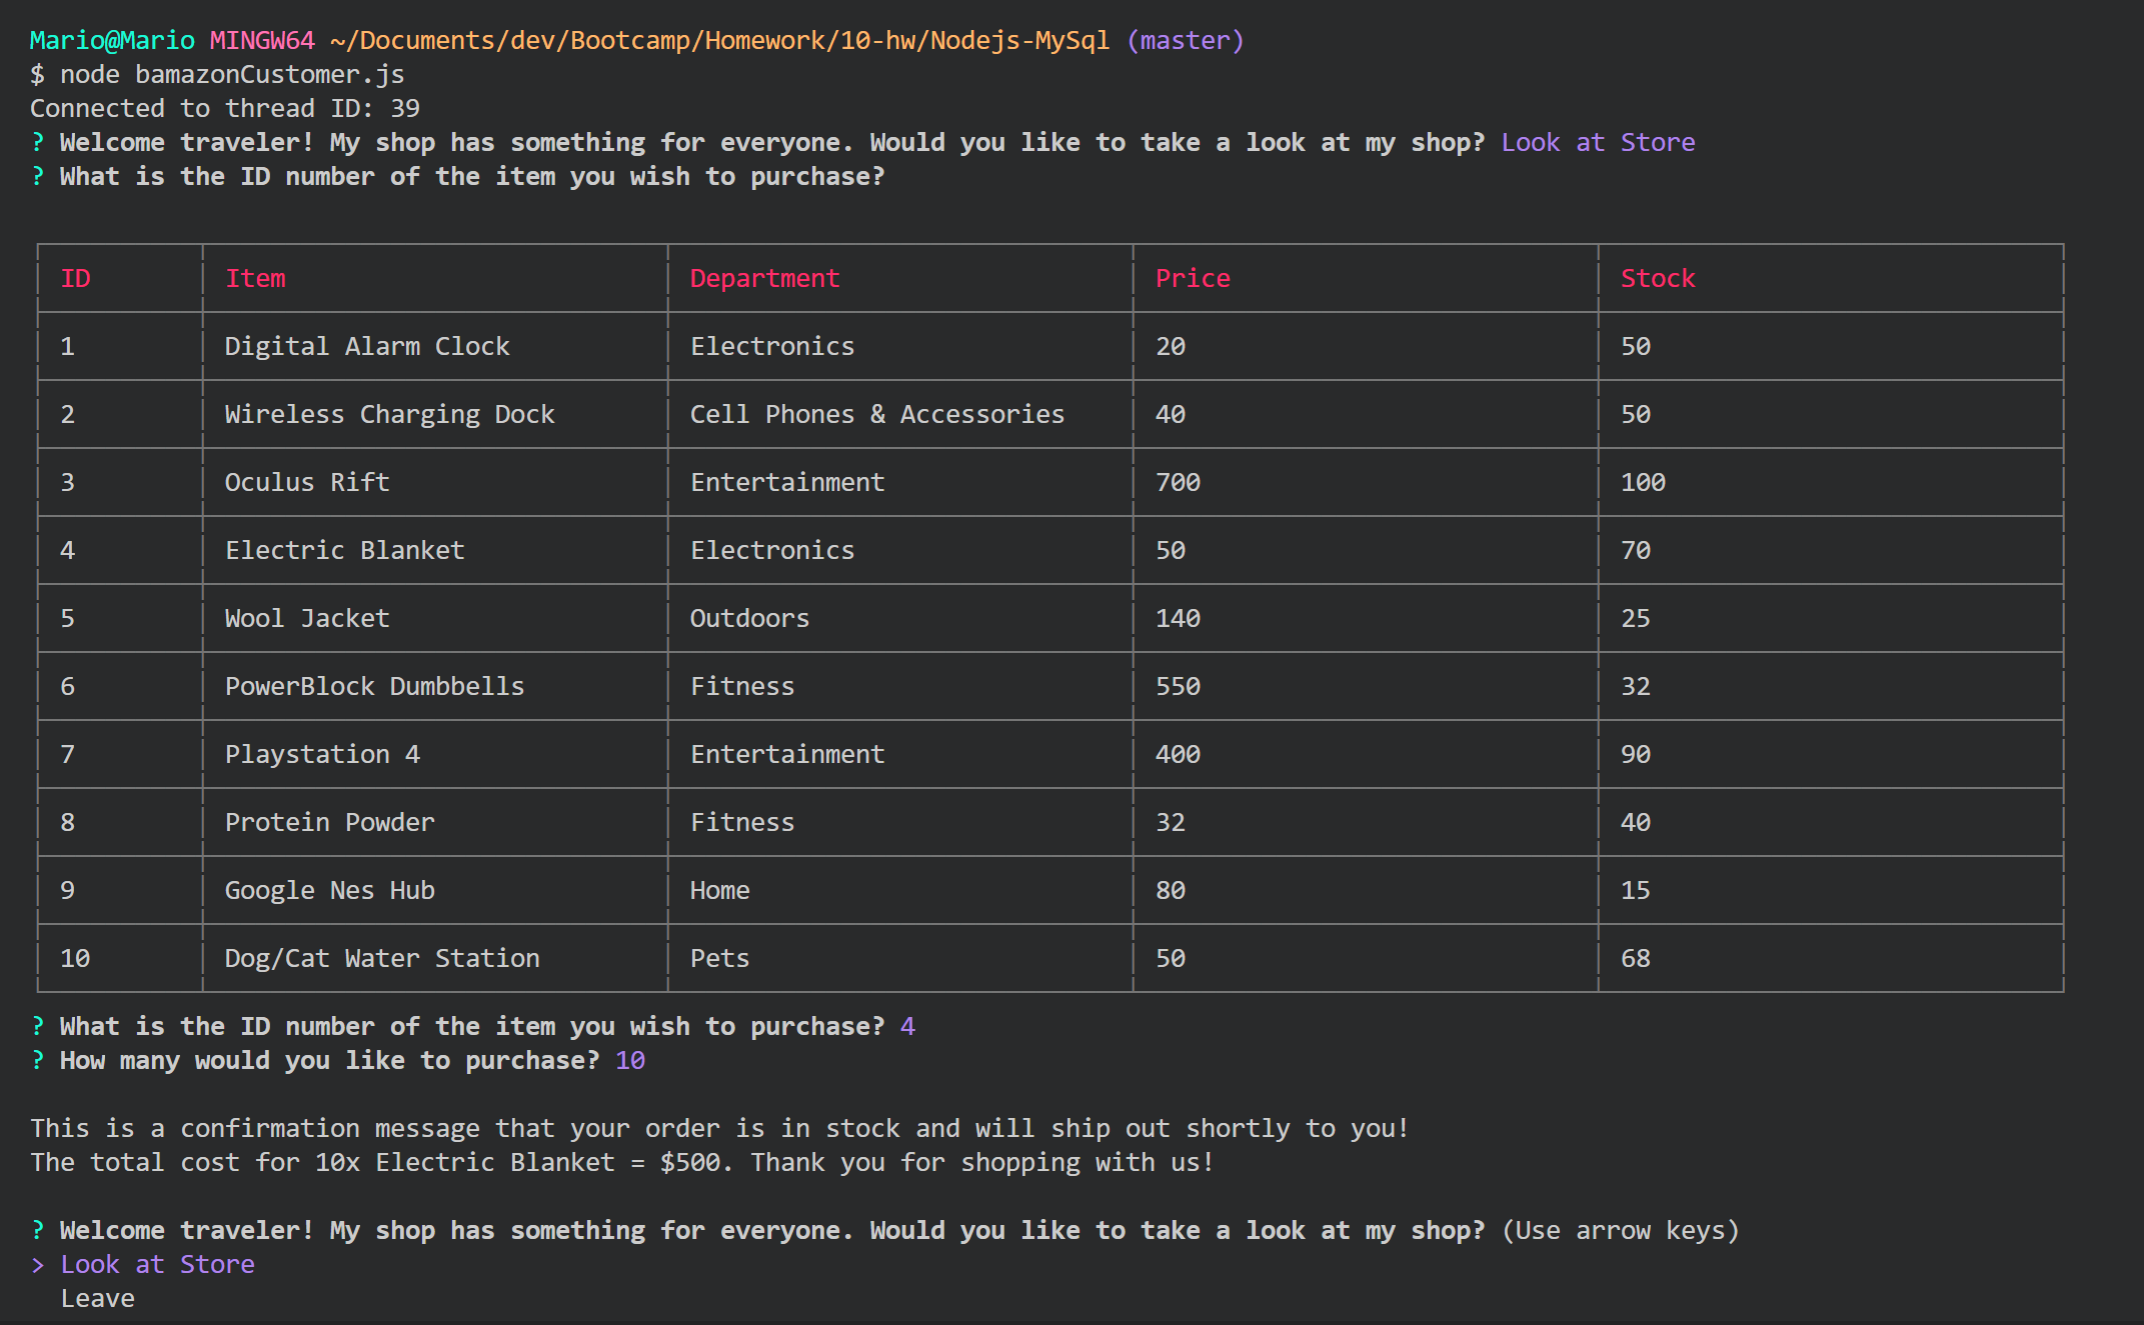 Mario@Mario MINGW64 ~/Documents/dev/Bootcamp/Homework/10-hw/Nodejs-MySql (master)
$ node bamazonCustomer.js
Connected to thread ID: 39
? Welcome traveler! My shop has something for everyone. Would you like to take a look at my shop? Look at Store
? What is the ID number of the item you wish to purchase?
ID Item Department Price Stock
1 Digital Alarm Clock Electronics 20 50
2 Wireless Charging Dock Cell Phones & Accessories 40 50
3 Oculus Rift Entertainment 700 100
4 Electric Blanket Electronics 50 70
5 Wool Jacket Outdoors 140 25
6 PowerBlock Dumbbells Fitness 550 32
7 Playstation 4 Entertainment 400 90
8 Protein Powder Fitness 32 40
9 Google Nes Hub Home 80 15
10 Dog/Cat Water Station Pets 50 68
? What is the ID number of the item you wish to purchase? 4
? How many would you like to purchase? 10
This is a confirmation message that your order is in stock and will ship out shortly to you!
The total cost for 10x Electric Blanket = $500. Thank you for shopping with us!
? Welcome traveler! My shop has something for everyone. Would you like to take a look at my shop? (Use arrow keys)
> Look at Store
Leave